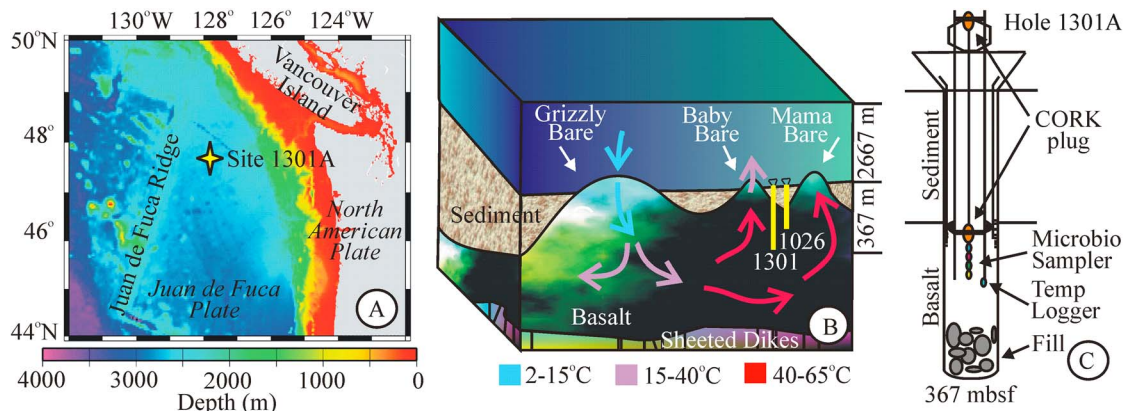 130°W 128° 126° 124°W
50°N
48°
46°
44°N
Vancouver
Island
Site 1301A
Juan de Fuca Ridge
North
American
Plate
Juan de Fuca
Plate
A
4000 3000 2000 1000 0
Depth (m)
Grizzly
Bare
Baby
Bare
Mama
Bare
2667 m
367 m
Sediment
1026
1301
Basalt
B
Sheeted Dikes
2-15°C 15-40°C 40-65°C
Hole 1301A
CORK
plug
Sediment
Microbio
Sampler
Temp
Logger
Basalt
Fill
C
367 mbsf